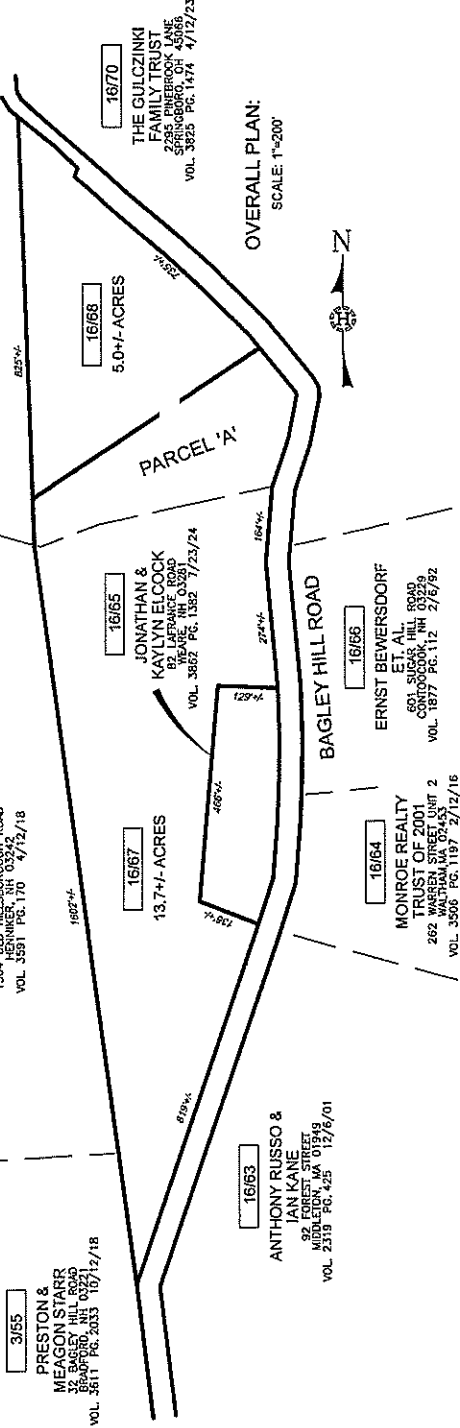 3/55
PRESTON &
MEAGON STARR
32 BAGLEY HILL ROAD
BRADFORD, NH 03221
VOL. 3611 PG. 2033 10/12/18
HENNIKER, NH 03242
VOL. 3591 PG. 170 4/12/18
1602'+/-
825'+/-
16/67
13.7+/- ACRES
16/65
JONATHAN &
KAYLYN ELCOCK
82 LAFRANCE ROAD
WEARE, NH 03281
VOL. 3862 PG. 1382 7/23/24
PARCEL 'A'
16/68
5.0+/- ACRES
735'+/-
16/70
THE GULCZINKI
FAMILY TRUST
2295 PINEBROOK LANE
SPRINGBORO, OH 45066
VOL. 3825 PG. 1474 4/12/23
819'+/-
136'+/-
466'+/-
129'+/-
274'+/-
164'+/-
BAGLEY HILL ROAD
16/63
ANTHONY RUSSO &
IAN KANE
92 FOREST STREET
MIDDLETON, MA 01949
VOL. 2319 PG. 425 12/6/01
16/64
MONROE REALTY
TRUST OF 2001
262 WARREN STREET UNIT 2
WALTHAM, MA 02453
VOL. 3506 PG. 1197 2/12/16
16/66
ERNST BEWERSDORF
ET. AL.
601 SUGAR HILL ROAD
CONTOOCOOK, NH 03229
VOL. 1877 PG. 112 2/6/92
OVERALL PLAN:
SCALE: 1"=200'
N
H